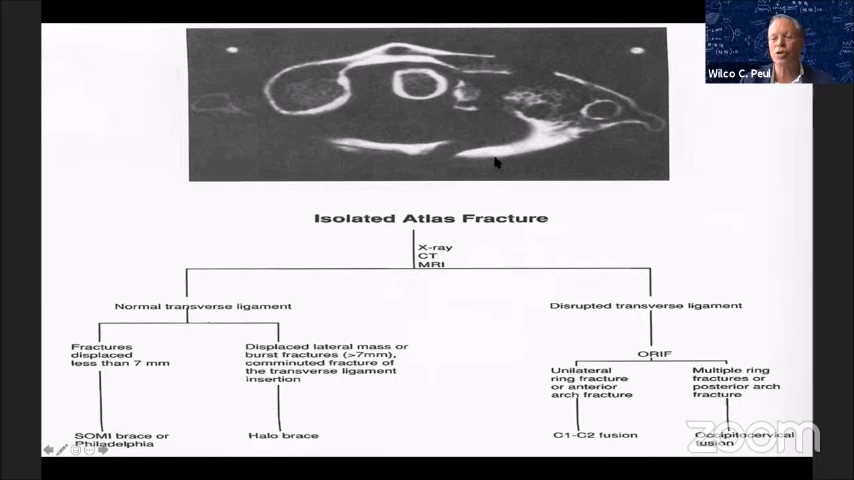 Wilco C. Peul
Isolated Atlas Fracture
X-ray
CT
MRI
Normal transverse ligament
Disrupted transverse ligament
Fractures
displaced
less than 7 mm
Displaced lateral mass or
burst fractures (>7mm),
comminuted fracture of
the transverse ligament
insertion
ORIF
Unilateral
ring fracture
or anterior
arch fracture
Multiple ring
fractures or
posterior arch
fracture
SOMI brace or
Philadelphia
Halo brace
C1-C2 fusion
Occipitocervical
fusion
zoom